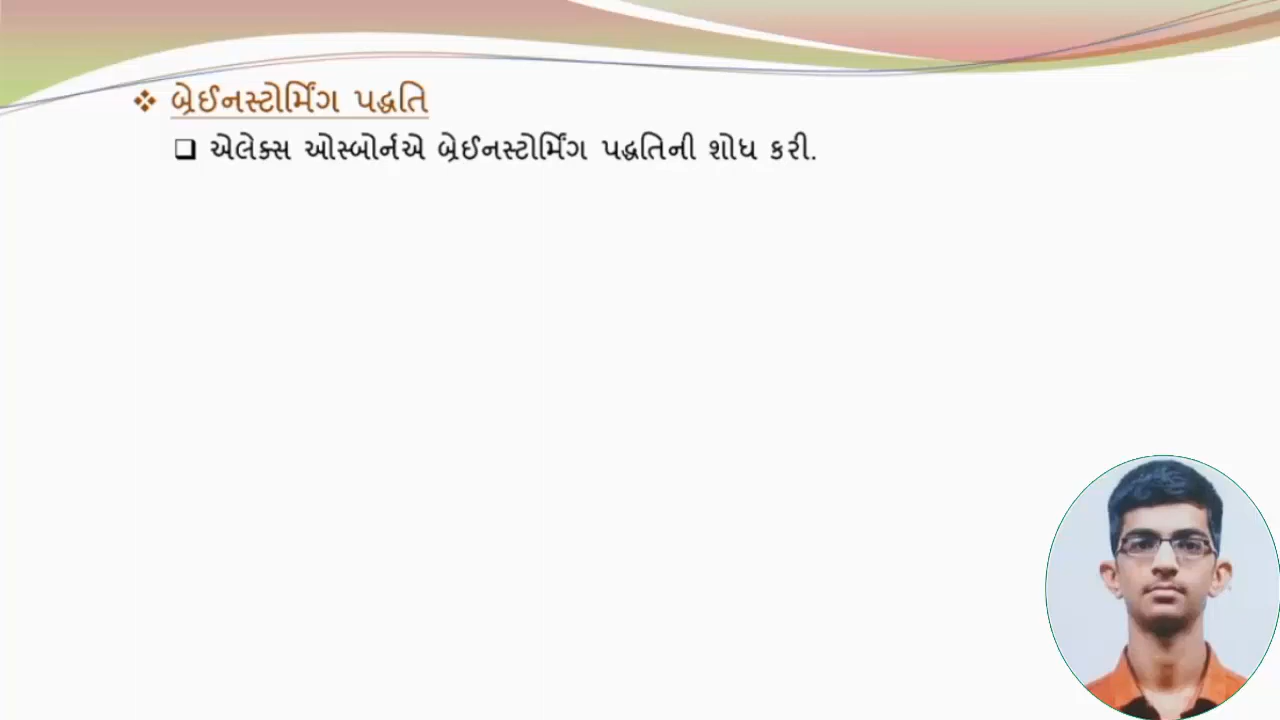 બ્રેઈનસ્ટોર્મિંગ પદ્ધતિ
એલેક્સ ઓસ્બોર્નએ બ્રેઈનસ્ટોર્મિંગ પદ્ધતિની શોધ કરી.